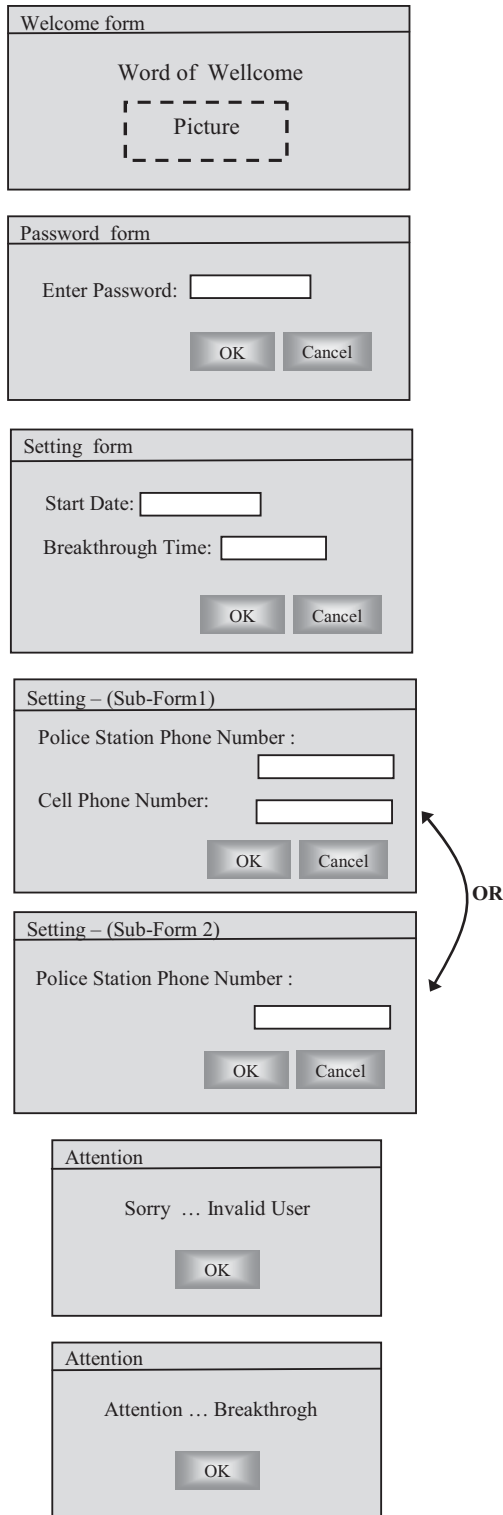 Welcome form
Word of Wellcome
Picture
Password form
Enter Password:
OK Cancel
Setting form
Start Date:
Breakthrough Time:
OK Cancel
Setting – (Sub-Form1)
Police Station Phone Number :
Cell Phone Number:
OK Cancel
OR
Setting – (Sub-Form 2)
Police Station Phone Number :
OK Cancel
Attention
Sorry … Invalid User
OK
Attention
Attention … Breakthrogh
OK